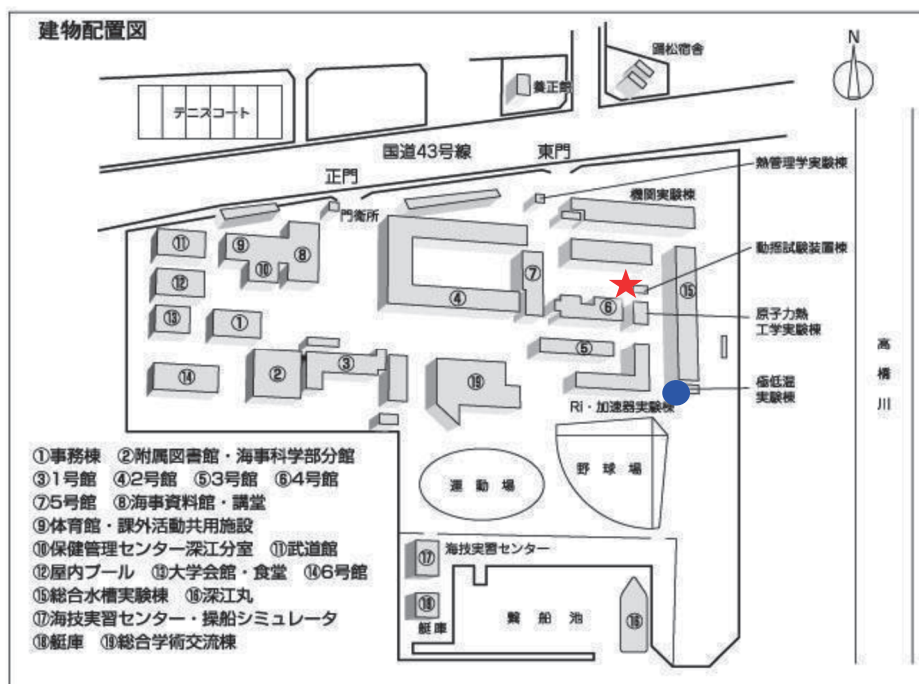 建物配置図
N
踊松宿舎
養正館
テニスコート
国道43号線
東門
正門
熱管理学実験棟
門衛所
機関実験棟
⑪
⑨
⑧
⑩
⑦
動揺試験装置棟
⑫
④
⑥
⑮
⑬
①
原子力熱
工学実験棟
⑤
高橋川
③
⑭
②
⑲
極低温
実験棟
Ri・加速器実験棟
①事務棟 ②附属図書館・海事科学部分館
③1号館 ④2号館 ⑤3号館 ⑥4号館
⑦5号館 ⑧海事資料館・講堂
⑨体育館・課外活動共用施設
⑩保健管理センター深江分室 ⑪武道館
⑫屋内プール ⑬大学会館・食堂 ⑭6号館
⑮総合水槽実験棟 ⑯深江丸
⑰海技実習センター・操船シミュレータ
⑱艇庫 ⑲総合学術交流棟
運動場
野球場
⑰
海技実習センター
⑱
艇庫
繋船池
⑯